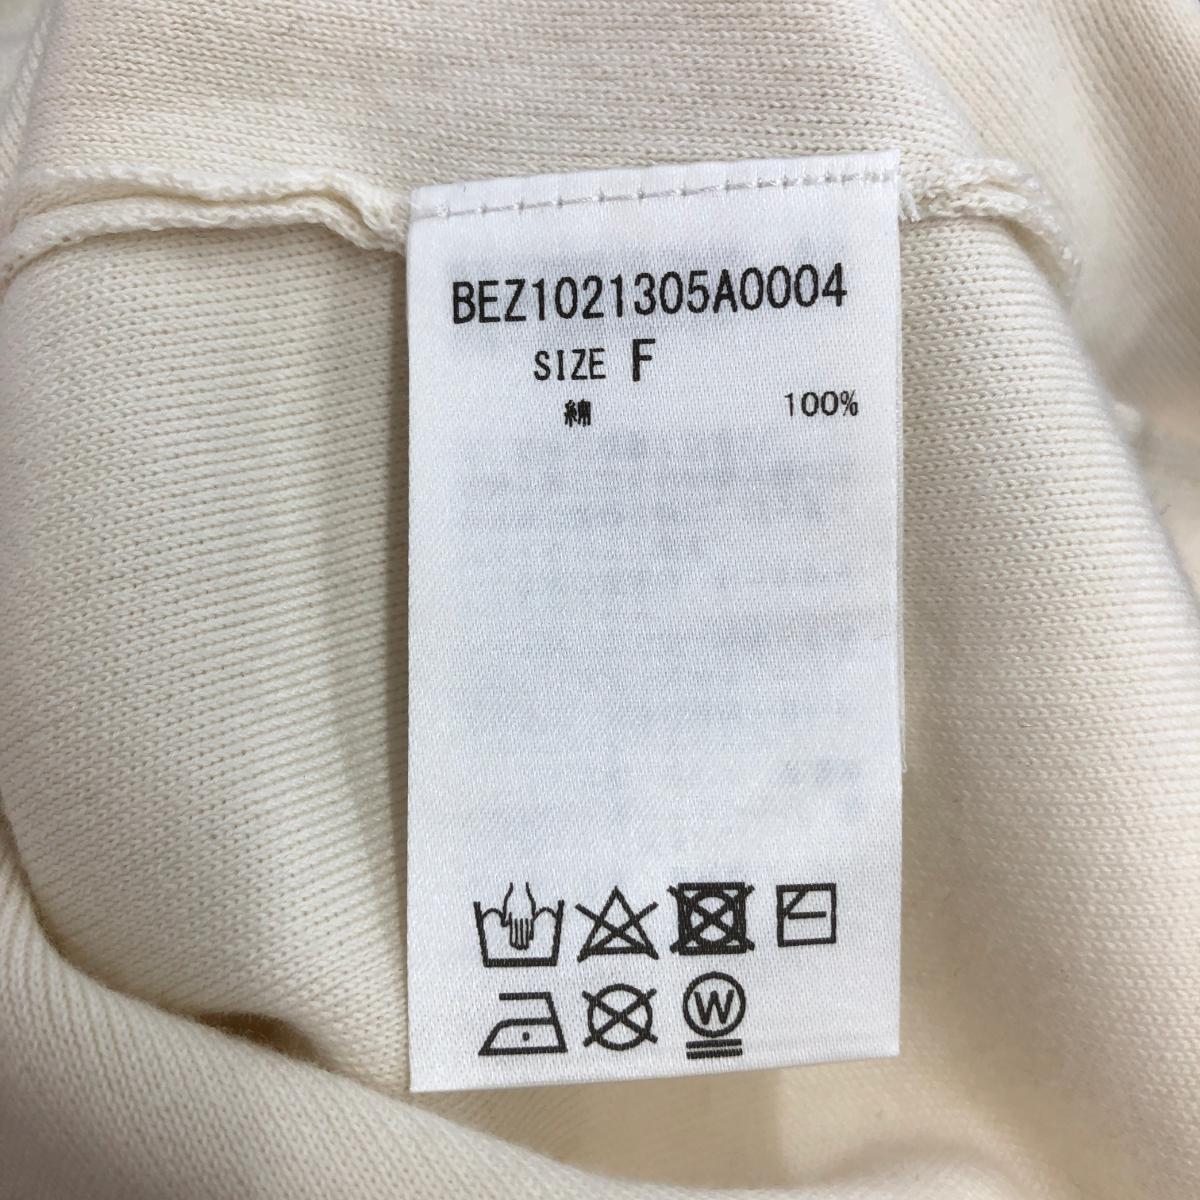 BEZ1021305A0004
SIZE F
綿 100%
W